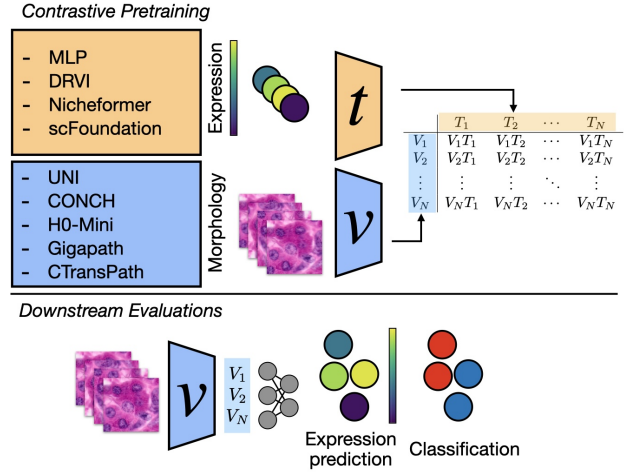 Contrastive Pretraining
- MLP
- DRVI
- Nicheformer
- scFoundation
Expression
t
- UNI
- CONCH
- H0-Mini
- Gigapath
- CTransPath
Morphology
v
T1 T2 ⋯ TN
V1 V1T1 V1T2 ⋯ V1TN
V2 V2T1 V2T2 ⋯ V2TN
⋮ ⋮ ⋮ ⋱ ⋮
VN VNT1 VNT2 ⋯ VNTN
Downstream Evaluations
v
V1
V2
VN
Expression
prediction
Classification